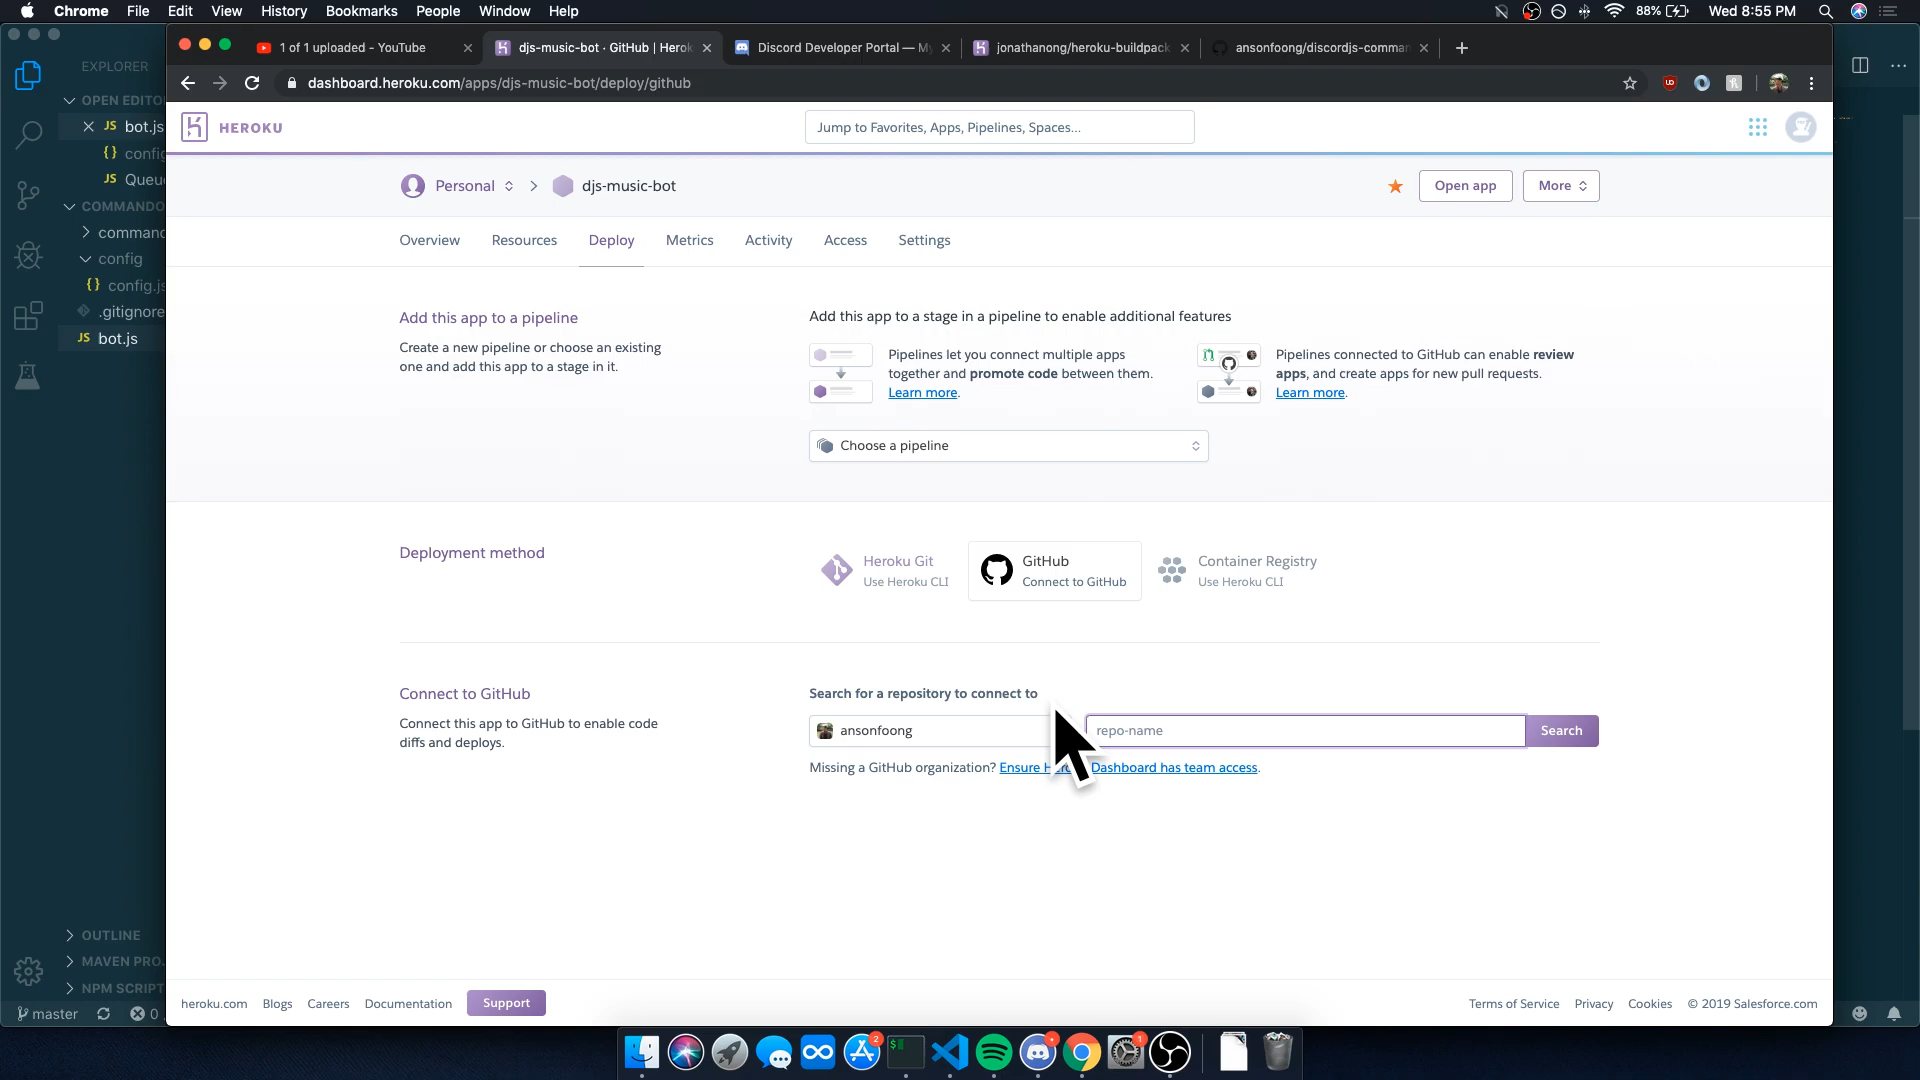 Chrome File Edit View History Bookmarks People Window Help
88% Wed 8:55 PM
1 of 1 uploaded - YouTube
djs-music-bot · GitHub | Herok
Discord Developer Portal — My
jonathanong/heroku-buildpack
ansonfoong/discordjs-comman
dashboard.heroku.com/apps/djs-music-bot/deploy/github
EXPLORER
OPEN EDITO
JS bot.js
{} config
JS Queu
COMMANDO
command
config
{} config.js
.gitignore
JS bot.js
OUTLINE
MAVEN PRO
NPM SCRIPT
master
0
HEROKU
Jump to Favorites, Apps, Pipelines, Spaces...
Personal > djs-music-bot
Open app
More
Overview Resources Deploy Metrics Activity Access Settings
Add this app to a pipeline
Create a new pipeline or choose an existing
one and add this app to a stage in it.
Add this app to a stage in a pipeline to enable additional features
Pipelines let you connect multiple apps
together and promote code between them.
Learn more.
Pipelines connected to GitHub can enable review
apps, and create apps for new pull requests.
Learn more.
Choose a pipeline
Deployment method
Heroku Git
Use Heroku CLI
GitHub
Connect to GitHub
Container Registry
Use Heroku CLI
Connect to GitHub
Connect this app to GitHub to enable code
diffs and deploys.
Search for a repository to connect to
ansonfoong
repo-name
Search
Missing a GitHub organization? Ensure Dashboard has team access.
heroku.com Blogs Careers Documentation Support
Terms of Service Privacy Cookies © 2019 Salesforce.com
2
$
1